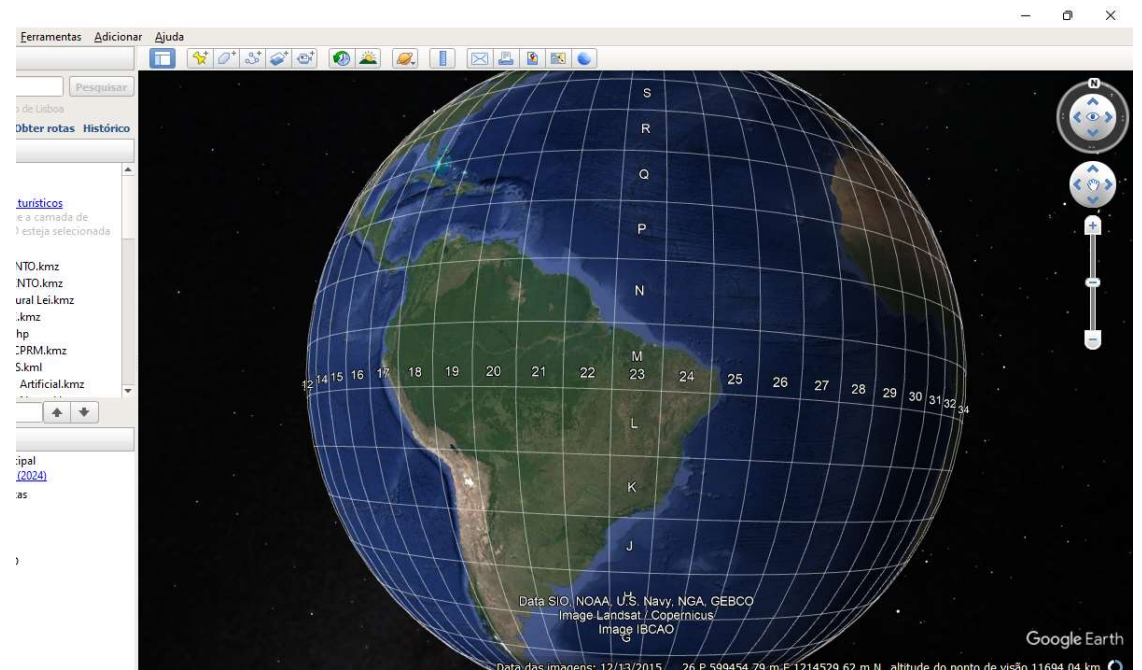 Ferramentas Adicionar Ajuda
Pesquisar
de Lisboa
Obter rotas Histórico
turísticos
e a camada de
esteja selecionada
NTO.kmz
NTO.kmz
ural Lei.kmz
.kmz
hp
CPRM.kmz
S.kml
Artificial.kmz
cipal
(2024)
tas
N
S
R
Q
P
N
M
12 14 15 16 17 18 19 20 21 22 23 24 25 26 27 28 29 30 31 32 34
L
K
J
H
Data SIO, NOAA, U.S. Navy, NGA, GEBCO
Image Landsat / Copernicus
Image IBCAO
G
Google Earth
Data das imagens: 12/13/2015 26 P 599454.79 m E 1214529.62 m N altitude do ponto de visão 11694.04 km